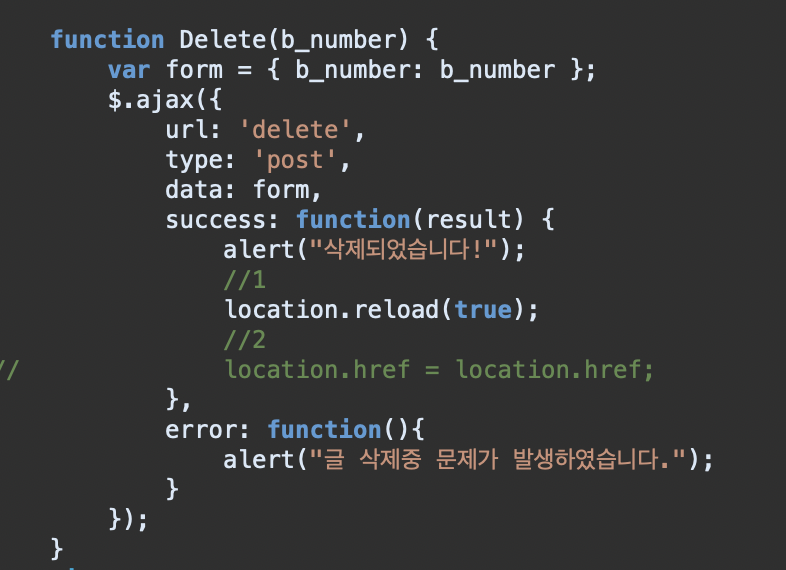 function Delete(b_number) {
var form = { b_number: b_number };
$.ajax({
url: 'delete',
type: 'post',
data: form,
success: function(result) {
alert("삭제되었습니다!");
//1
location.reload(true);
//2
// location.href = location.href;
},
error: function(){
alert("글 삭제중 문제가 발생하였습니다.");
}
});
}